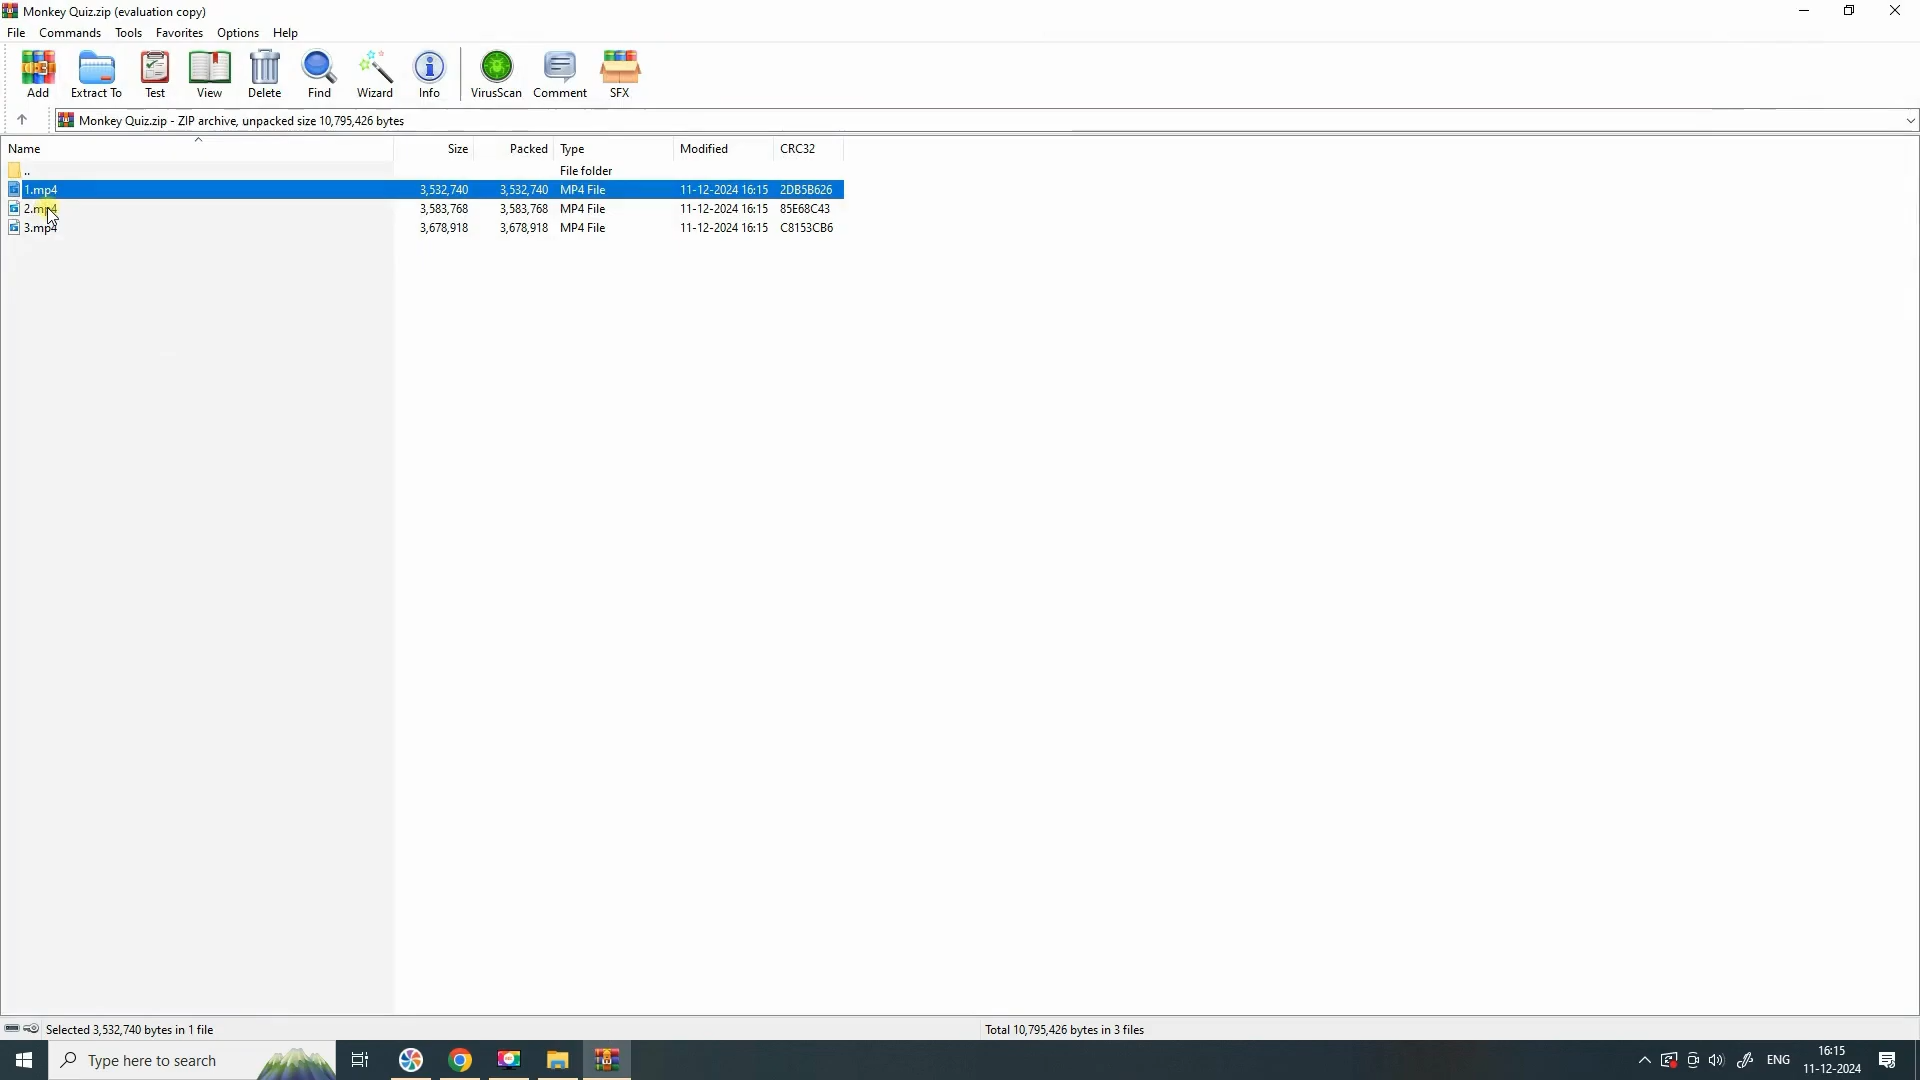 Monkey Quiz.zip (evaluation copy)
File Commands Tools Favorites Options Help
Add Extract To Test View Delete Find Wizard Info VirusScan Comment SFX
Monkey Quiz.zip - ZIP archive, unpacked size 10,795,426 bytes
Name Size Packed Type Modified CRC32
.. File folder
1.mp4 3,532,740 3,532,740 MP4 File 11-12-2024 16:15 2DB5B626
2.mp4 3,583,768 3,583,768 MP4 File 11-12-2024 16:15 85E68C43
3.mp4 3,678,918 3,678,918 MP4 File 11-12-2024 16:15 C8153CB6
Selected 3,532,740 bytes in 1 file Total 10,795,426 bytes in 3 files
Type here to search ENG 16:15
11-12-2024